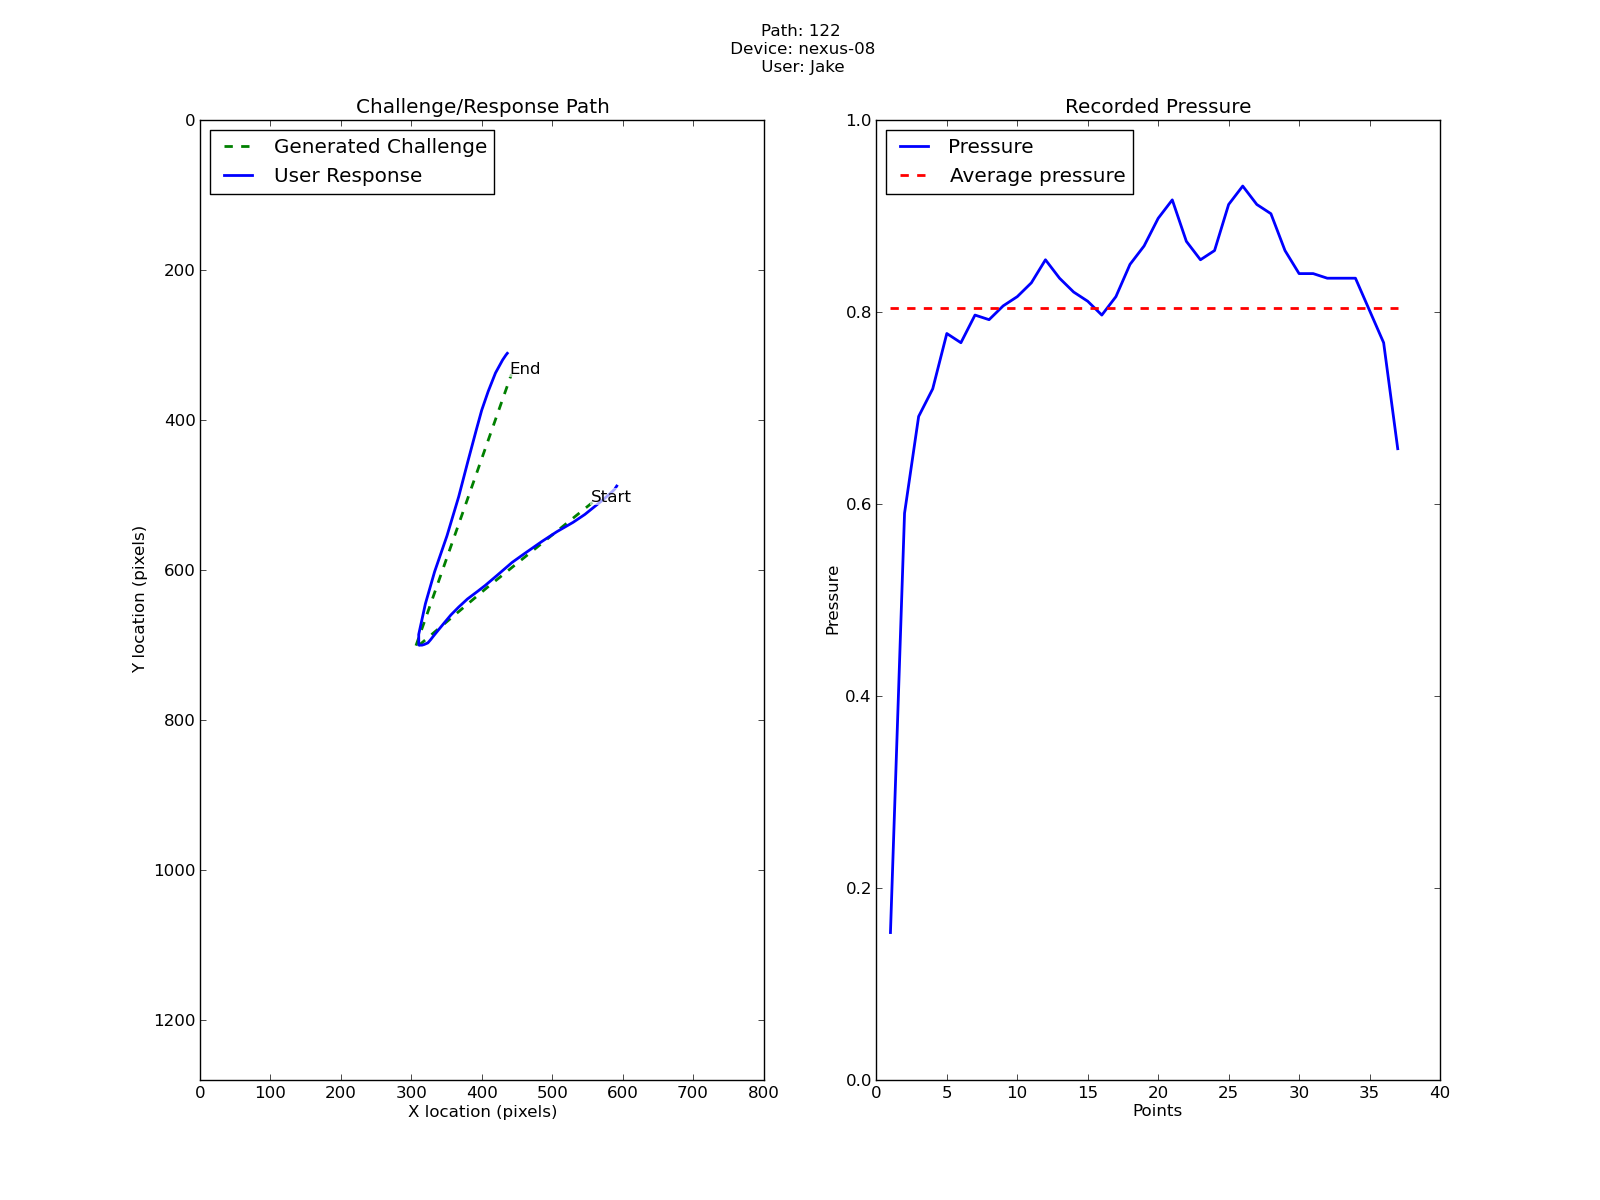 Path: 122
Device: nexus-08
User: Jake
Challenge/Response Path
Generated Challenge
User Response
0
200
400
600
800
1000
1200
Y location (pixels)
End
Start
0 100 200 300 400 500 600 700 800
X location (pixels)
Recorded Pressure
Pressure
Average pressure
1.0
0.8
0.6
0.4
0.2
0.0
Pressure
0 5 10 15 20 25 30 35 40
Points